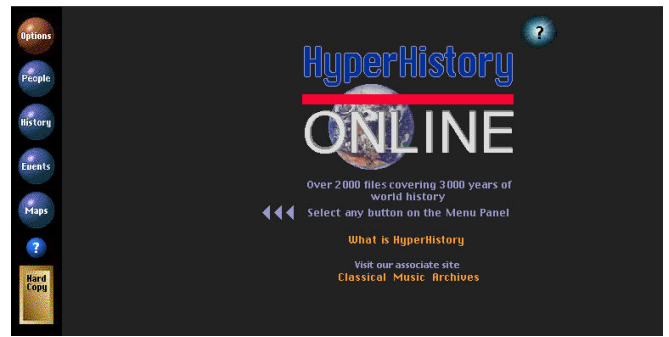 Options
People
History
Events
Maps
?
Hard
Copy
?
HyperHistory
ONLINE
Over 2000 files covering 3000 years of
world history
Select any button on the Menu Panel
What is HyperHistory
Visit our associate site
Classical Music Archives